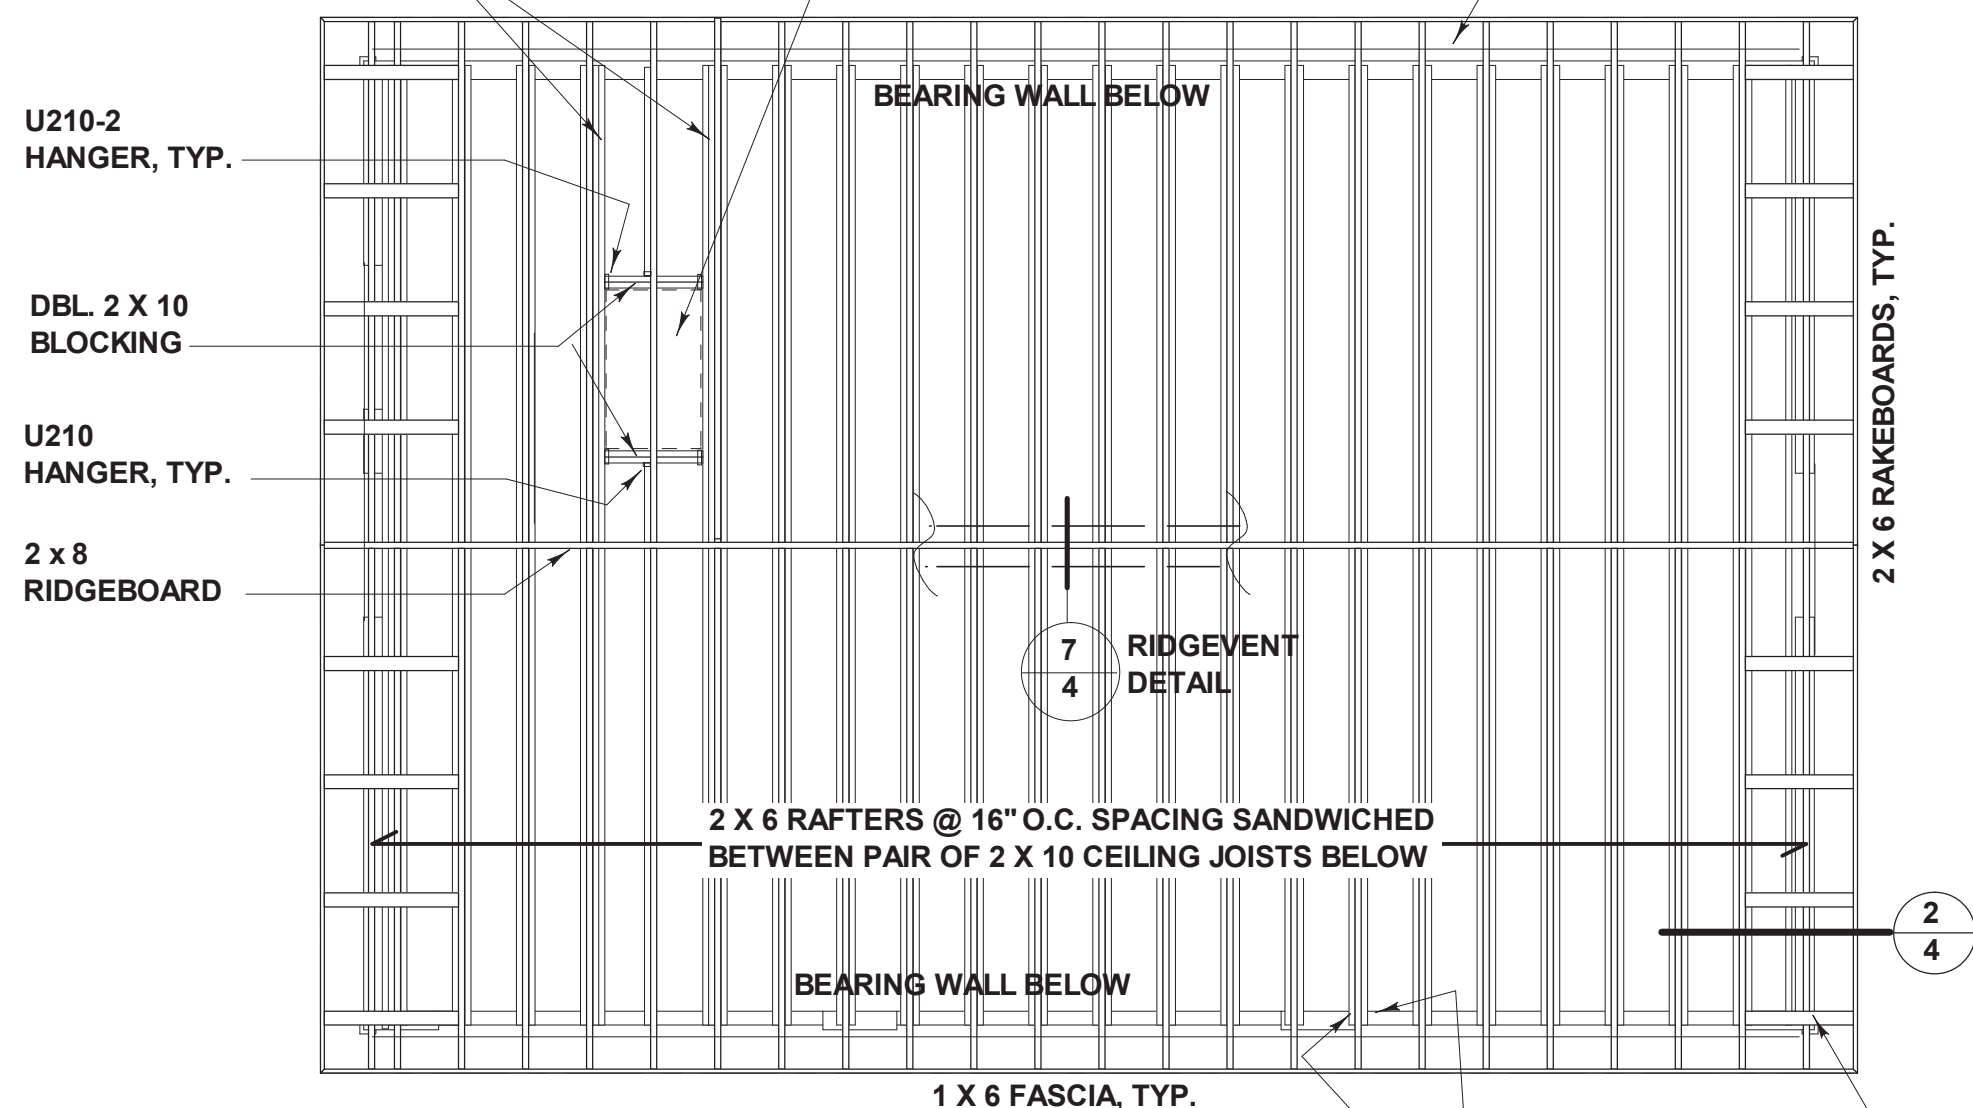 BEARING WALL BELOW
U210-2
HANGER, TYP.
DBL. 2 X 10
BLOCKING
U210
HANGER, TYP.
2 x 8
RIDGEBOARD
2 X 6 RAKEBOARDS, TYP.
7
4
RIDGEVENT
DETAIL
2 X 6 RAFTERS @ 16" O.C. SPACING SANDWICHED
BETWEEN PAIR OF 2 X 10 CEILING JOISTS BELOW
2
4
BEARING WALL BELOW
1 X 6 FASCIA, TYP.